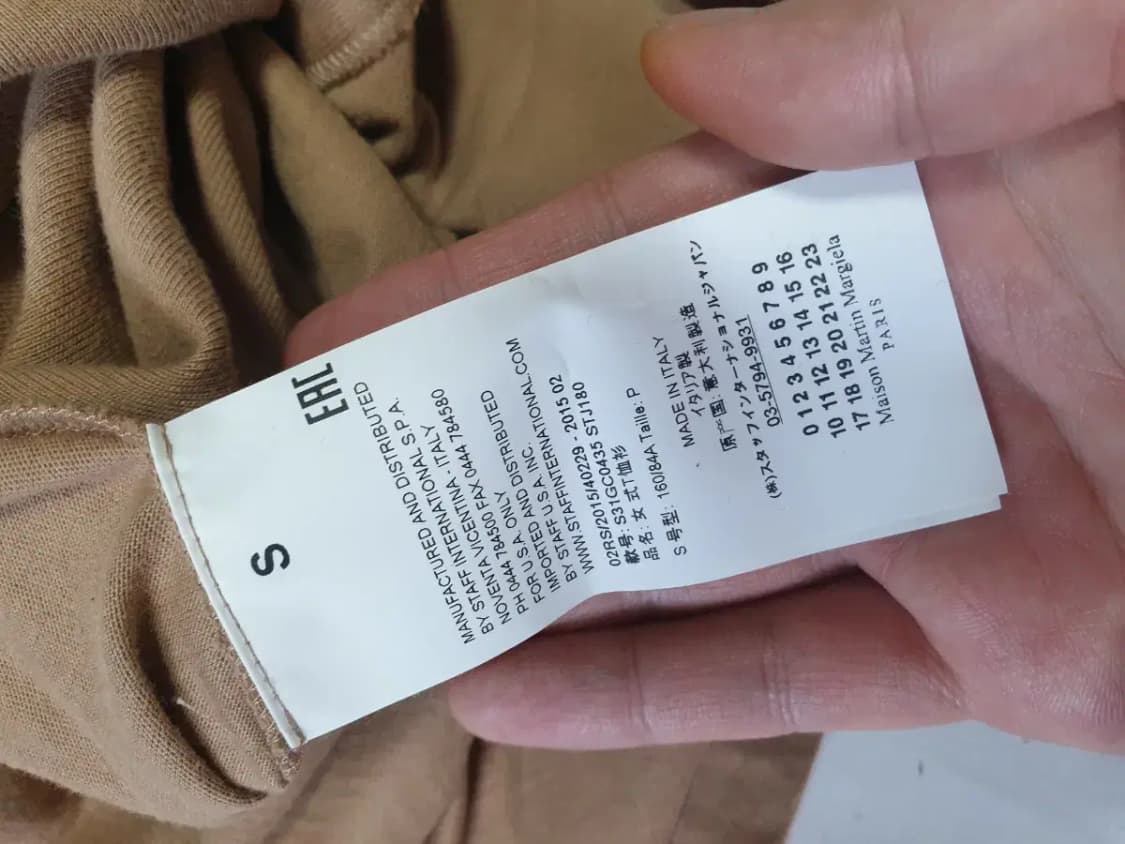 S
EAC
MANUFACTURED AND DISTRIBUTED
BY STAFF INTERNATIONAL S.P.A.
NOVENTA VICENTINA - ITALY
PH 0444 784500 FAX 0444 784580
FOR U.S.A. ONLY
IMPORTED AND DISTRIBUTED
BY STAFF U.S.A. INC.
WWW.STAFFINTERNATIONAL.COM
02RS/2015/40229 - 2015 02
款号: S31GC0435 STJ180
品名: 女 式T恤衫
S 号型: 160/84A Taille: P
MADE IN ITALY
イタリア製
原产国: 意大利製造
(株)スタッフインターナショナルジャパン
03-5794-9931
0 1 2 3 4 5 6 7 8 9
10 11 12 13 14 15 16
17 18 19 20 21 22 23
Maison Martin Margiela
PARIS